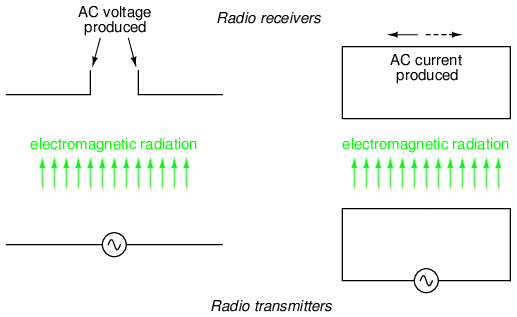 Radio receivers
AC voltage
produced
AC current
produced
electromagnetic radiation
electromagnetic radiation
Radio transmitters